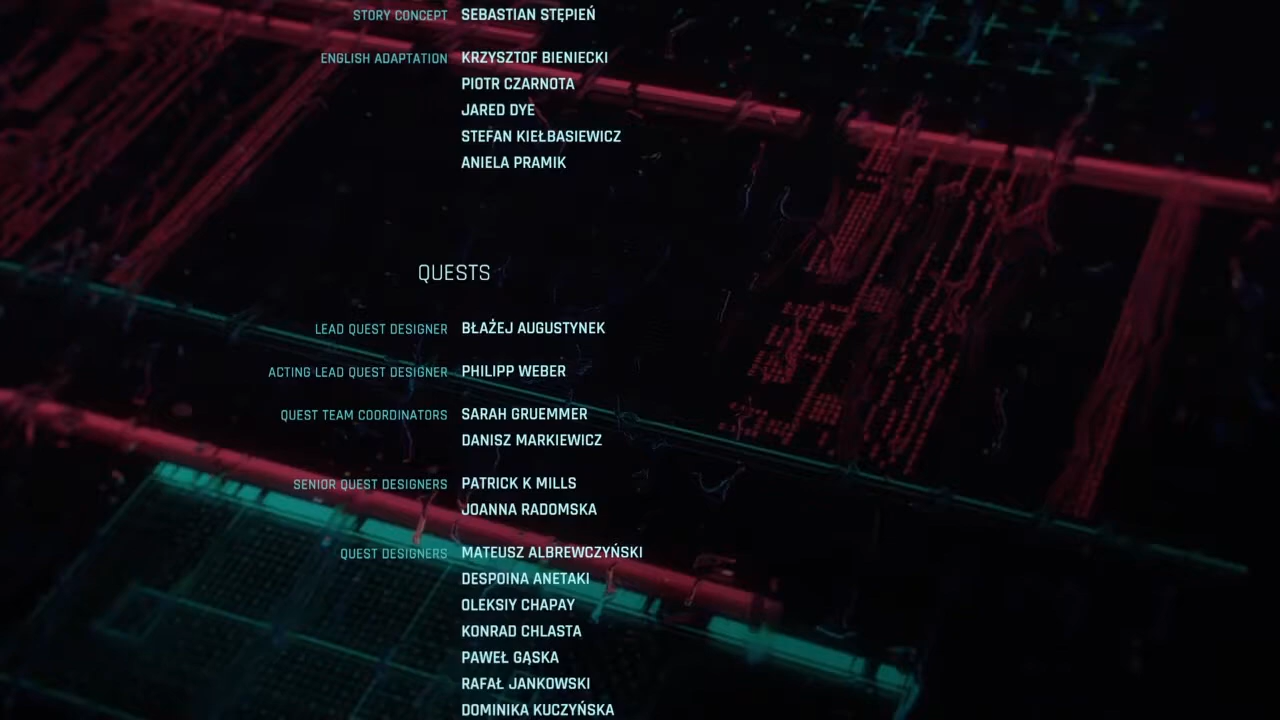 STORY CONCEPT SEBASTIAN STĘPIEŃ
ENGLISH ADAPTATION KRZYSZTOF BIENIECKI
PIOTR CZARNOTA
JARED DYE
STEFAN KIEŁBASIEWICZ
ANIELA PRAMIK
QUESTS
LEAD QUEST DESIGNER BŁAŻEJ AUGUSTYNEK
ACTING LEAD QUEST DESIGNER PHILIPP WEBER
QUEST TEAM COORDINATORS SARAH GRUEMMER
DANISZ MARKIEWICZ
SENIOR QUEST DESIGNERS PATRICK K MILLS
JOANNA RADOMSKA
QUEST DESIGNERS MATEUSZ ALBREWCZYŃSKI
DESPOINA ANETAKI
OLEKSIY CHAPAY
KONRAD CHLASTA
PAWEŁ GĄSKA
RAFAŁ JANKOWSKI
DOMINIKA KUCZYŃSKA